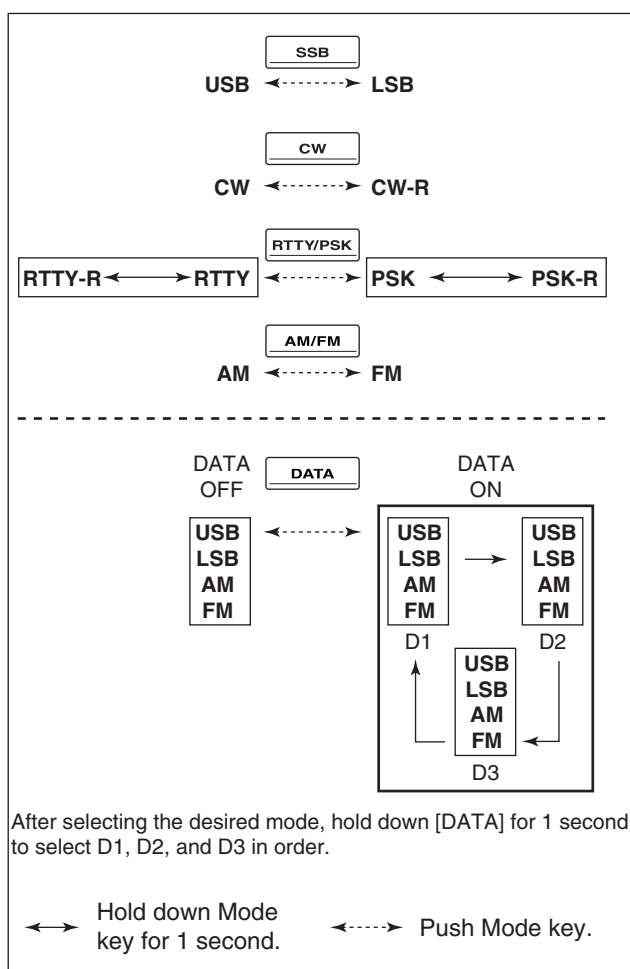 SSB
USB LSB
CW
CW CW-R
RTTY/PSK
RTTY-R RTTY PSK PSK-R
AM/FM
AM FM
DATA OFF
DATA
DATA ON
USB
LSB
AM
FM
USB
LSB
AM
FM
D1
USB
LSB
AM
FM
D2
USB
LSB
AM
FM
D3
After selecting the desired mode, hold down [DATA] for 1 second
to select D1, D2, and D3 in order.
Hold down Mode
key for 1 second.
Push Mode key.